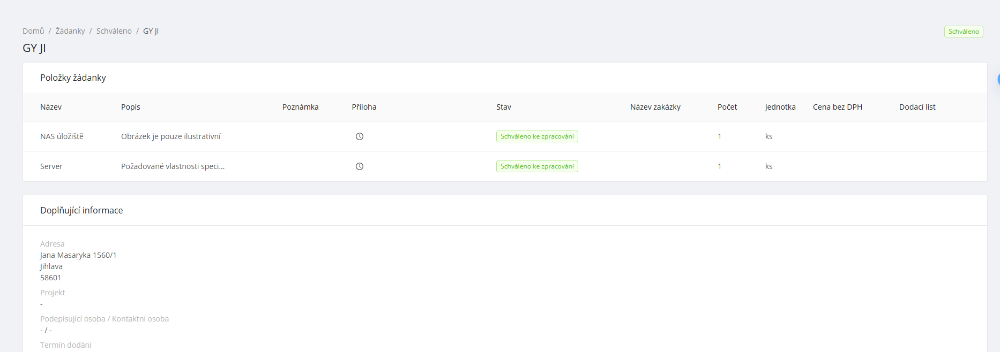 Domů / Žádanky / Schváleno / GY JI
Schváleno
GY JI
Položky žádanky
Název Popis Poznámka Příloha Stav Název zakázky Počet Jednotka Cena bez DPH Dodací list
NAS úložiště Obrázek je pouze ilustrativní Schváleno ke zpracování 1 ks
Server Požadované vlastnosti speci... Schváleno ke zpracování 1 ks
Doplňující informace
Adresa
Jana Masaryka 1560/1
Jihlava
58601
Projekt
-
Podepisující osoba / Kontaktní osoba
- / -
Termín dodání